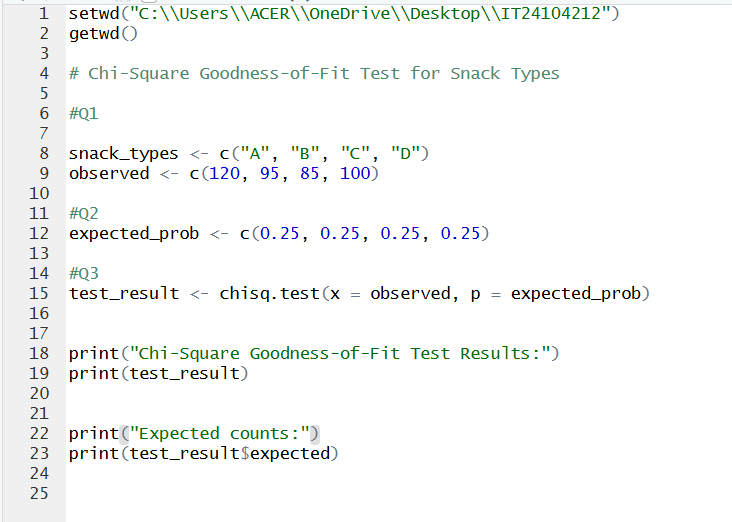 1 setwd("C:\\Users\\ACER\\OneDrive\\Desktop\\IT24104212")
2 getwd()
3
4 # Chi-Square Goodness-of-Fit Test for Snack Types
5
6 #Q1
7
8 snack_types <- c("A", "B", "C", "D")
9 observed <- c(120, 95, 85, 100)
10
11 #Q2
12 expected_prob <- c(0.25, 0.25, 0.25, 0.25)
13
14 #Q3
15 test_result <- chisq.test(x = observed, p = expected_prob)
16
17
18 print("Chi-Square Goodness-of-Fit Test Results:")
19 print(test_result)
20
21
22 print("Expected counts:")
23 print(test_result$expected)
24
25